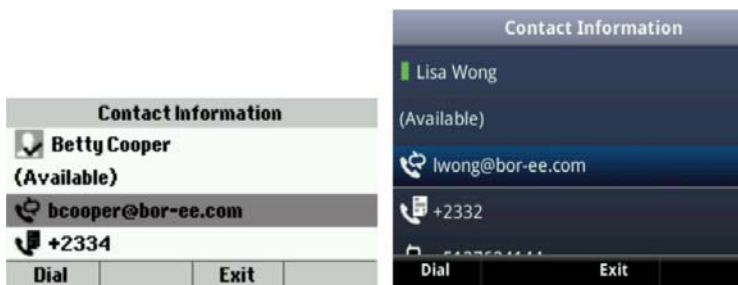 Contact Information
Betty Cooper
(Available)
bcooper@bor-ee.com
+2334
Dial Exit
Contact Information
Lisa Wong
(Available)
lwong@bor-ee.com
+2332
Dial Exit